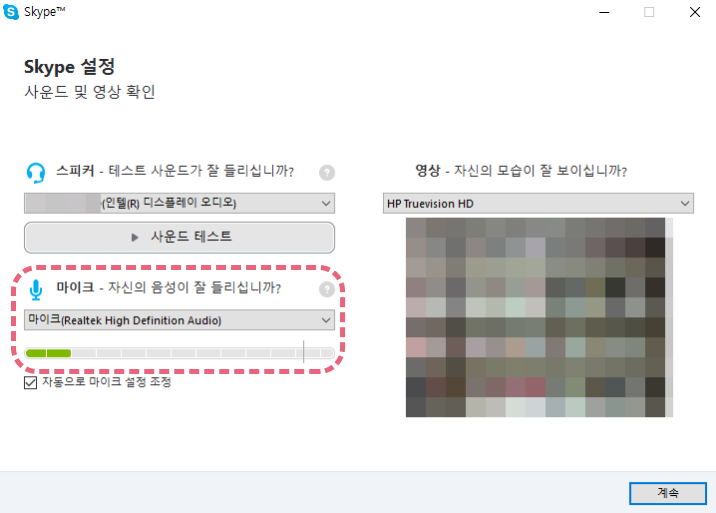 Skype™
Skype 설정
사운드 및 영상 확인
스피커 - 테스트 사운드가 잘 들리십니까?
?
(인텔(R) 디스플레이 오디오)
사운드 테스트
마이크 - 자신의 음성이 잘 들리십니까?
?
마이크(Realtek High Definition Audio)
자동으로 마이크 설정 조정
영상 - 자신의 모습이 잘 보이십니까?
HP Truevision HD
계속